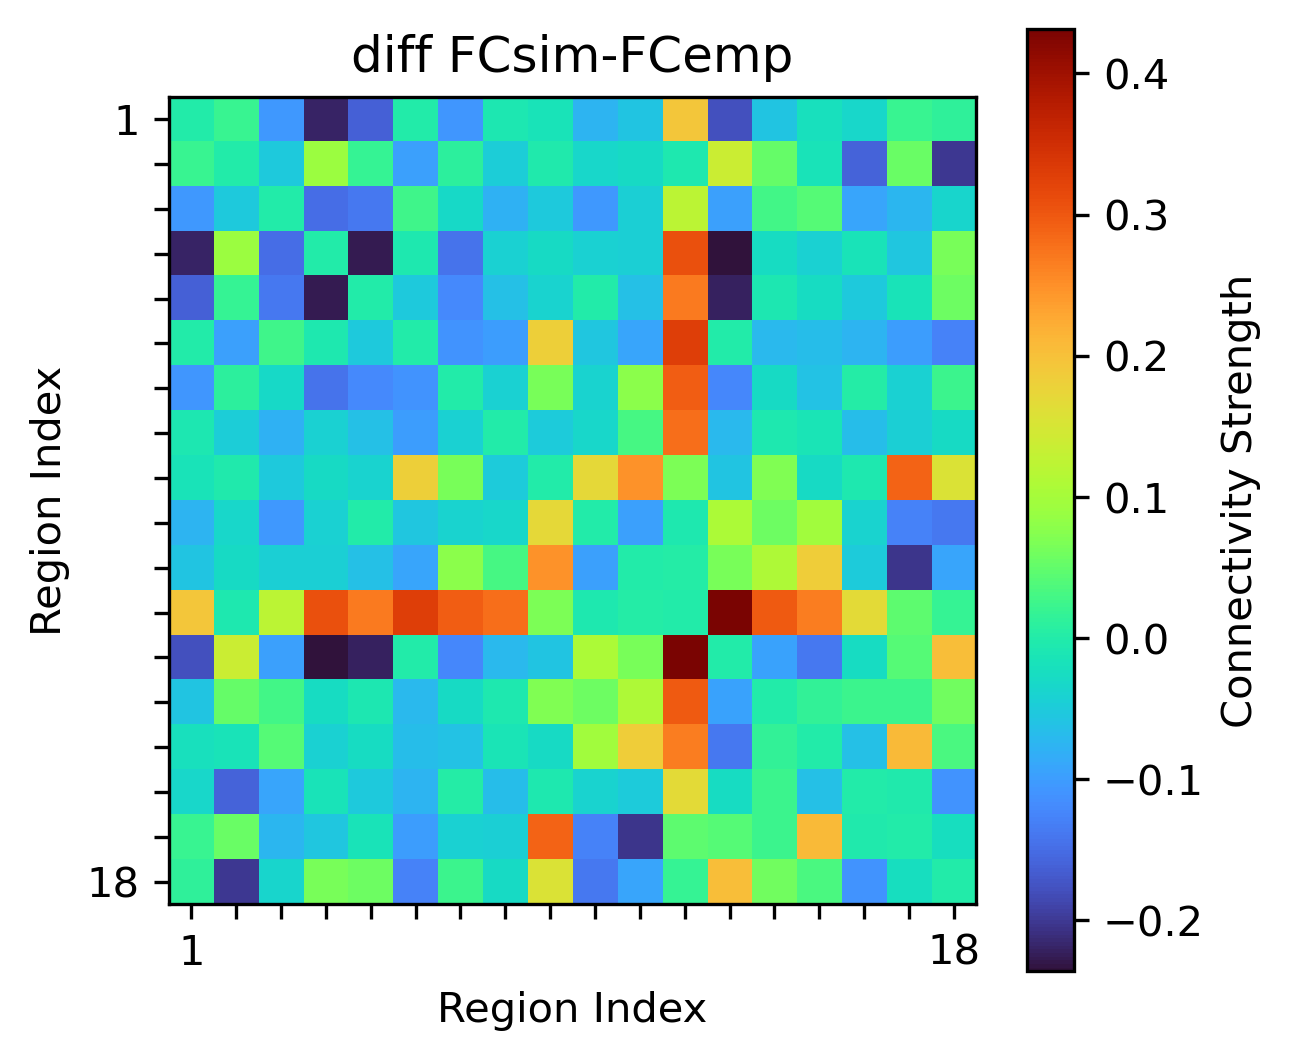 diff FCsim-FCemp
1
18
1
18
Region Index
Region Index
0.4
0.3
0.2
0.1
0.0
−0.1
−0.2
Connectivity Strength